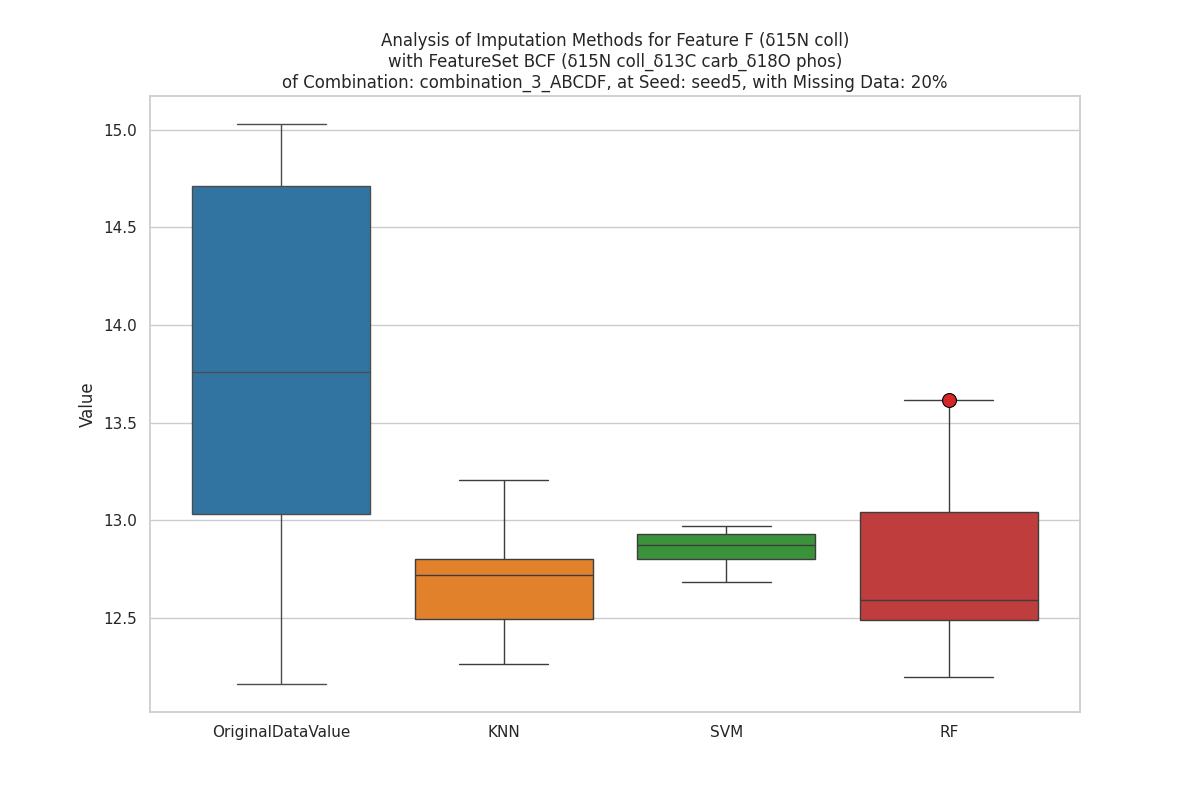 Analysis of Imputation Methods for Feature F (δ15N coll)
with FeatureSet BCF (δ15N coll_δ13C carb_δ18O phos)
of Combination: combination_3_ABCDF, at Seed: seed5, with Missing Data: 20%
15.0
14.5
14.0
13.5
13.0
12.5
Value
OriginalDataValue
KNN
SVM
RF